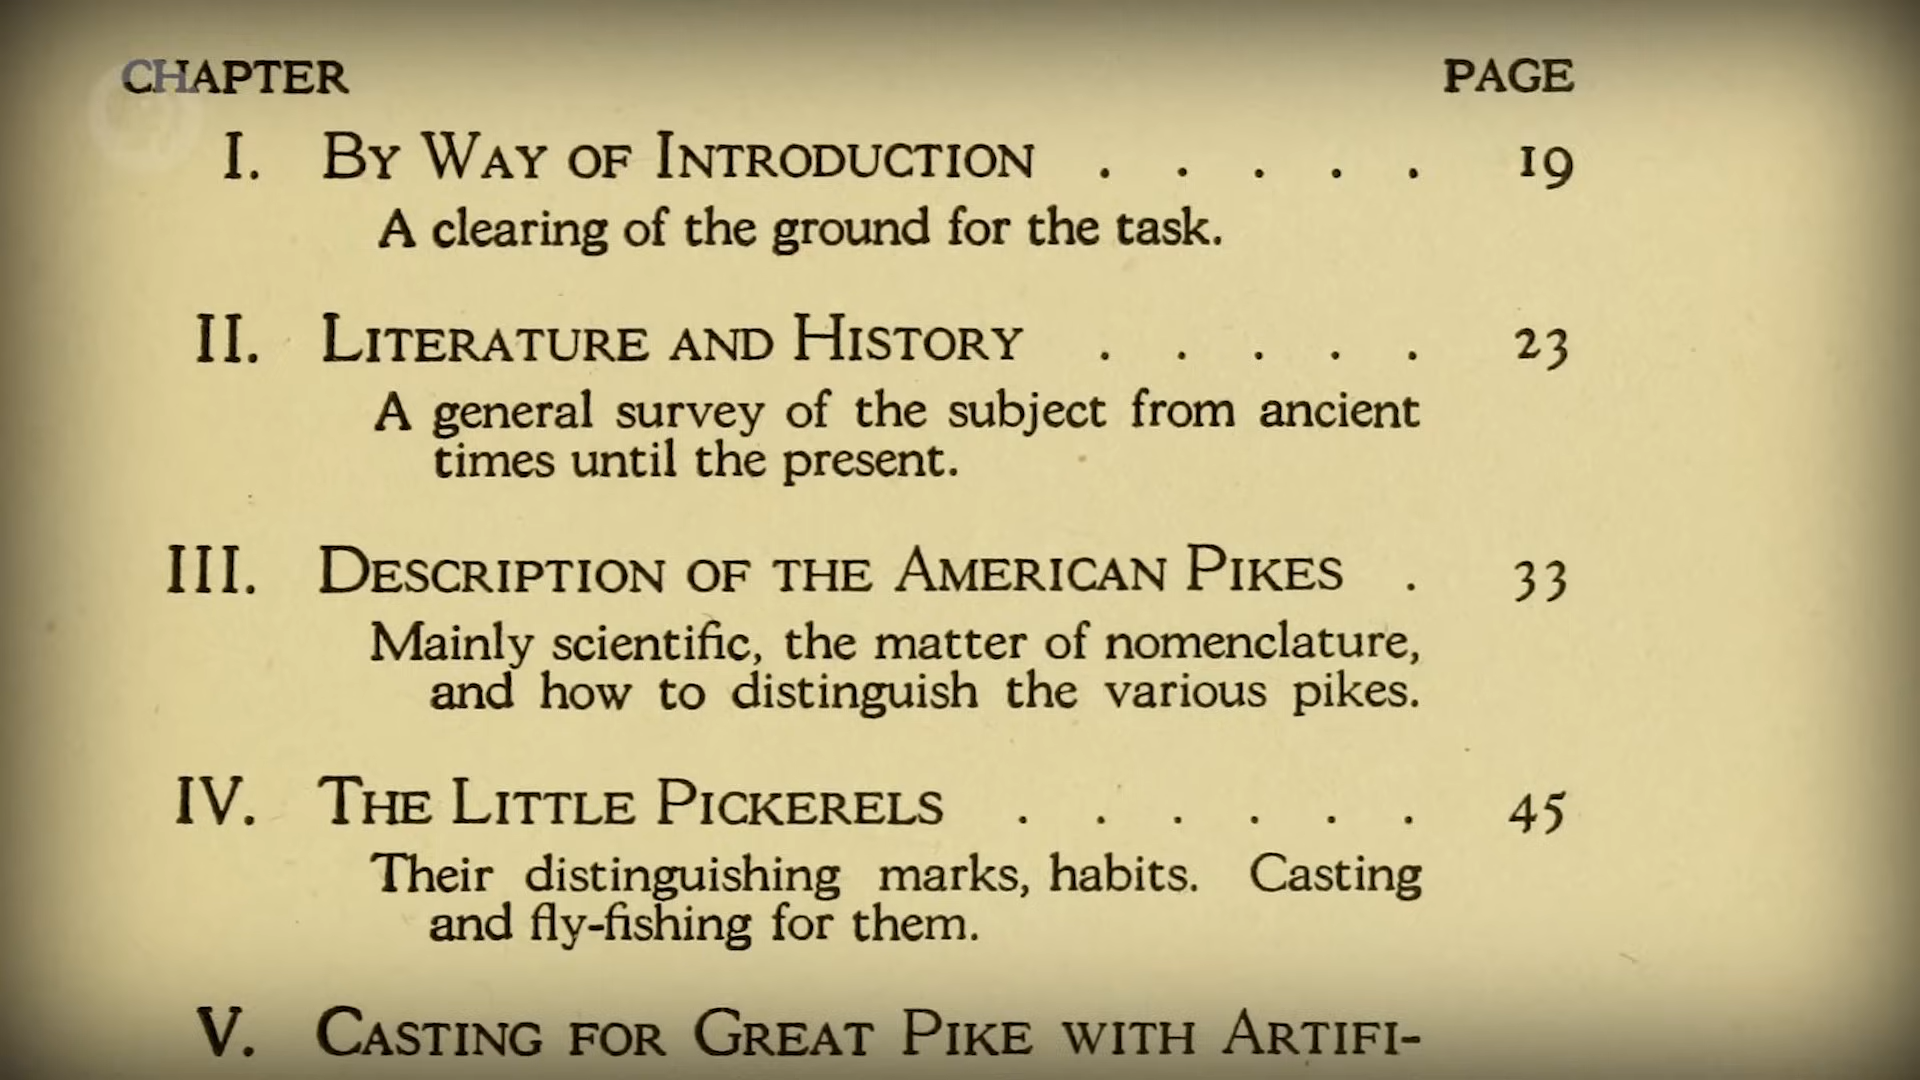 CHAPTER PAGE
I. BY WAY OF INTRODUCTION . . . . . 19
A clearing of the ground for the task.
II. LITERATURE AND HISTORY . . . . . 23
A general survey of the subject from ancient
times until the present.
III. DESCRIPTION OF THE AMERICAN PIKES . 33
Mainly scientific, the matter of nomenclature,
and how to distinguish the various pikes.
IV. THE LITTLE PICKERELS . . . . . . 45
Their distinguishing marks, habits. Casting
and fly-fishing for them.
V. CASTING FOR GREAT PIKE WITH ARTIFI-